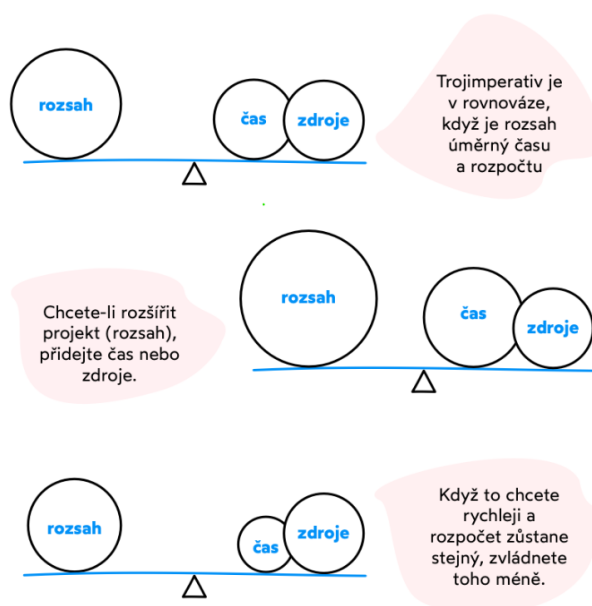 rozsah
čas
zdroje
Trojimperativ je
v rovnováze,
když je rozsah
úměrný času
a rozpočtu
Chcete-li rozšířit
projekt (rozsah),
přidejte čas nebo
zdroje.
rozsah
čas
zdroje
rozsah
čas
zdroje
Když to chcete
rychleji a
rozpočet zůstane
stejný, zvládnete
toho méně.